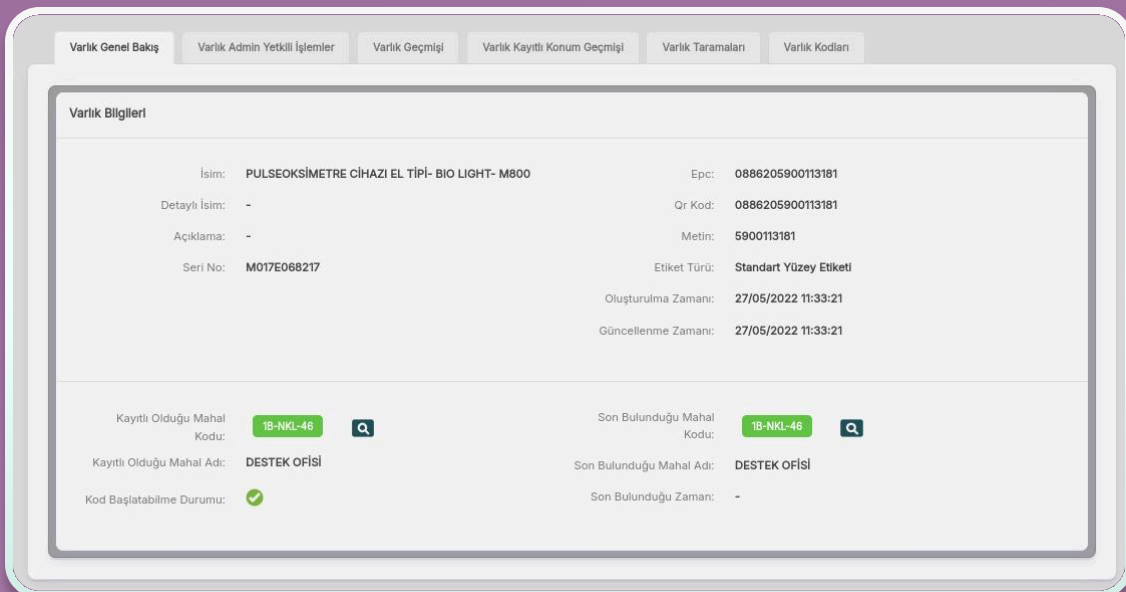 Varlık Genel Bakış
Varlık Admin Yetkili İşlemler
Varlık Geçmişi
Varlık Kayıtlı Konum Geçmişi
Varlık Taramaları
Varlık Kodları
Varlık Bilgileri
İsim: PULSEOKSİMETRE CİHAZI EL TİPİ- BIO LIGHT- M800
Detaylı İsim: -
Açıklama: -
Seri No: M017E068217
Epc: 0886205900113181
Qr Kod: 0886205900113181
Metin: 5900113181
Etiket Türü: Standart Yüzey Etiketi
Oluşturulma Zamanı: 27/05/2022 11:33:21
Güncellenme Zamanı: 27/05/2022 11:33:21
Kayıtlı Olduğu Mahal
Kodu: 1B-NKL-46
Kayıtlı Olduğu Mahal Adı: DESTEK OFİSİ
Kod Başlatabilme Durumu:
Son Bulunduğu Mahal
Kodu: 1B-NKL-46
Son Bulunduğu Mahal Adı: DESTEK OFİSİ
Son Bulunduğu Zaman: -